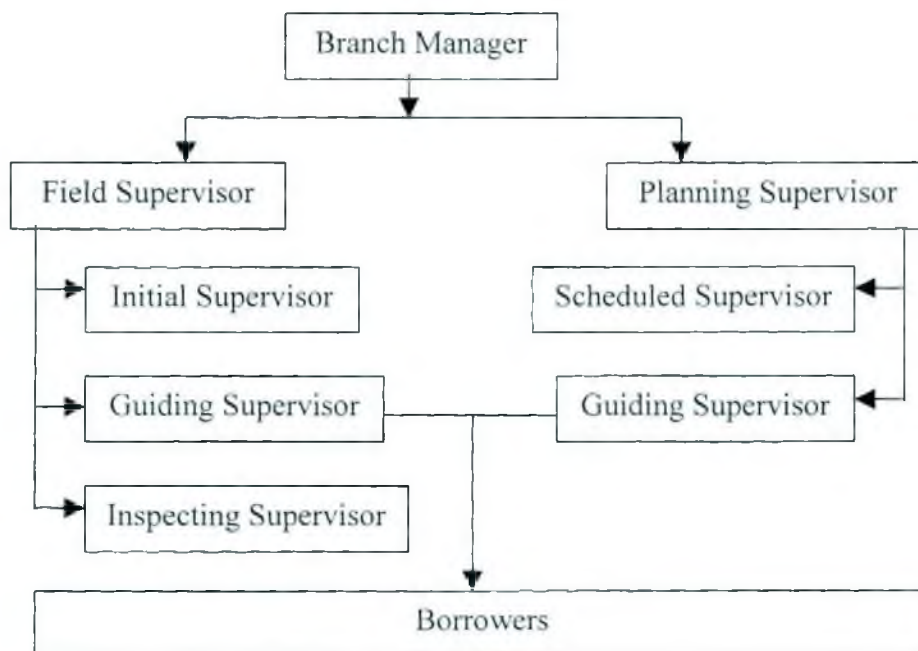 Branch Manager
Field Supervisor
Planning Supervisor
Initial Supervisor
Scheduled Supervisor
Guiding Supervisor
Guiding Supervisor
Inspecting Supervisor
Borrowers